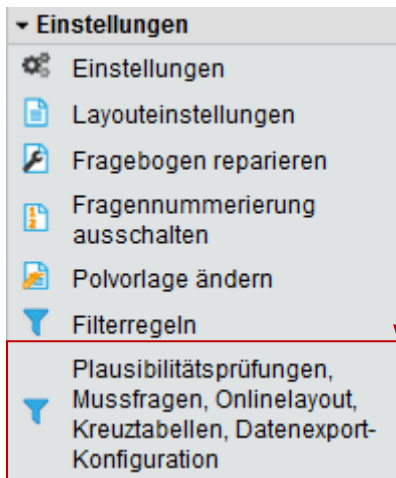 Einstellungen
Einstellungen
Layouteinstellungen
Fragebogen reparieren
Fragennummerierung
ausschalten
Polvorlage ändern
Filterregeln
Plausibilitätsprüfungen,
Mussfragen, Onlinelayout,
Kreuztabellen, Datenexport-
Konfiguration